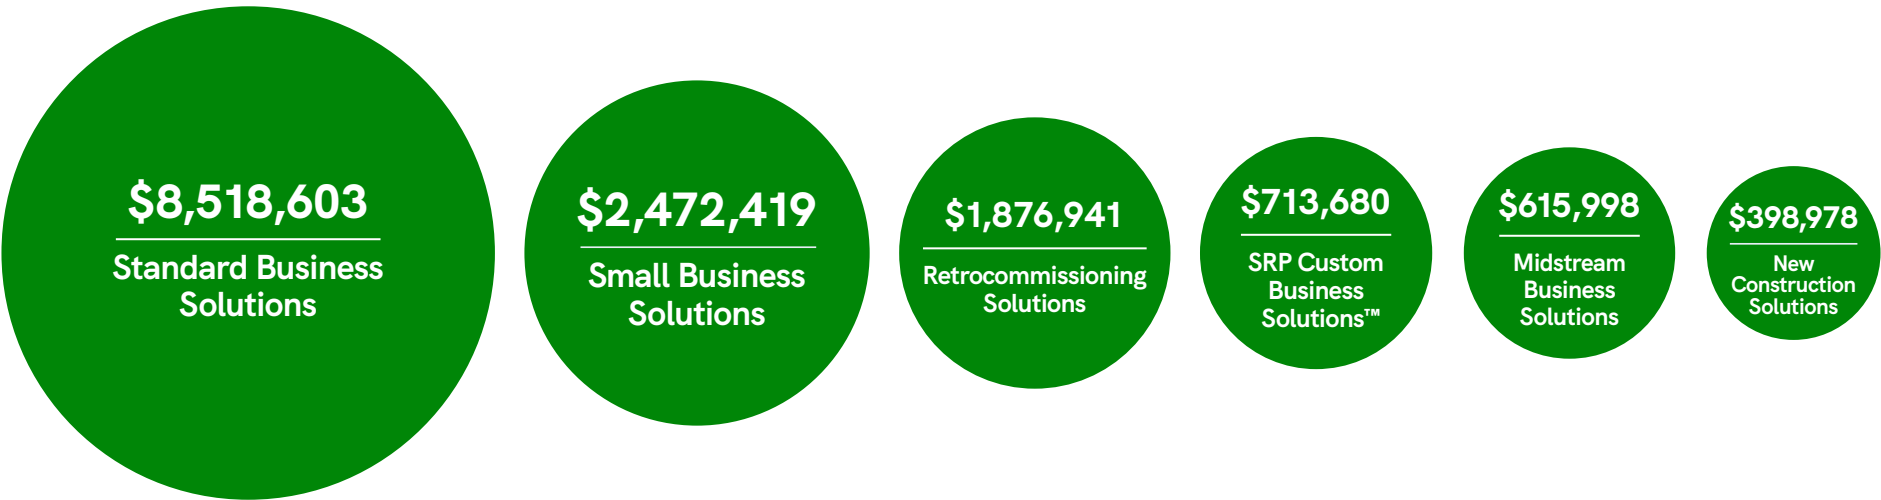 $8,518,603
Standard Business
Solutions
$2,472,419
Small Business
Solutions
$1,876,941
Retrocommissioning
Solutions
$713,680
SRP Custom
Business
Solutions™
$615,998
Midstream
Business
Solutions
$398,978
New
Construction
Solutions